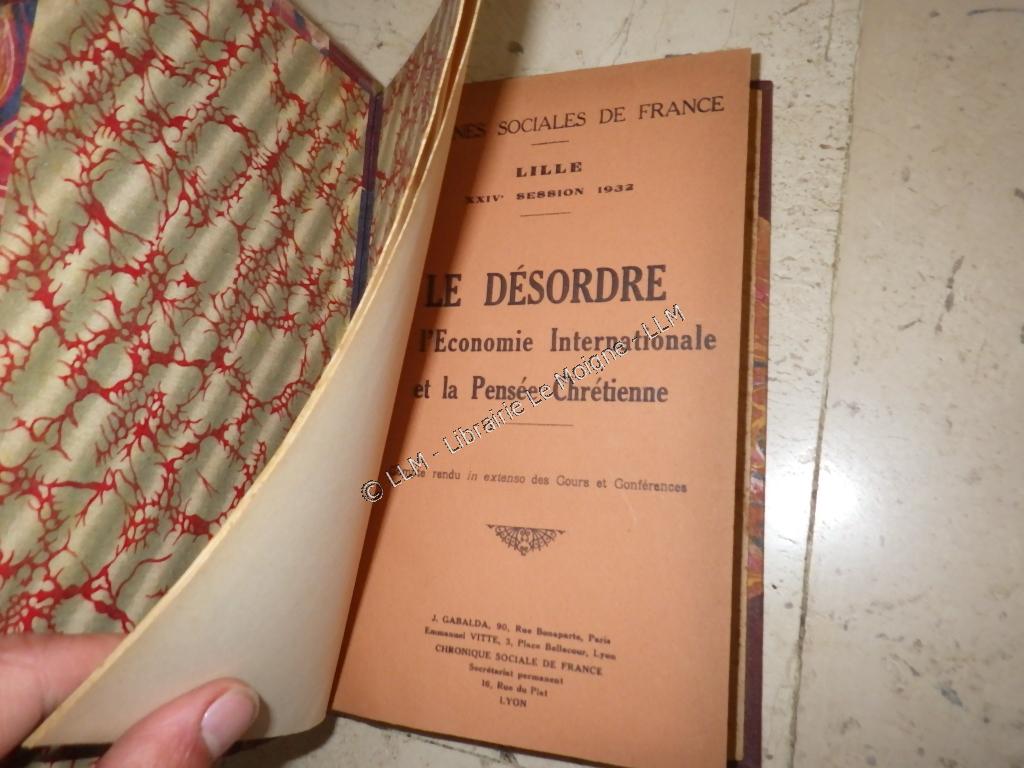 NES SOCIALES DE FRANCE
LILLE
XXIVe SESSION 1932
LE DÉSORDRE
l'Economie Internationale
et la Pensée Chrétienne
rendu in extenso des Cours et Conférences
J. GABALDA, 90, Rue Bonaparte, Paris
Emmanuel VITTE, 3, Place Bellecour, Lyon
CHRONIQUE SOCIALE DE FRANCE
Secrétariat permanent
16, Rue du Plat
LYON
© LLM - Librairie Le Moigne - LLM